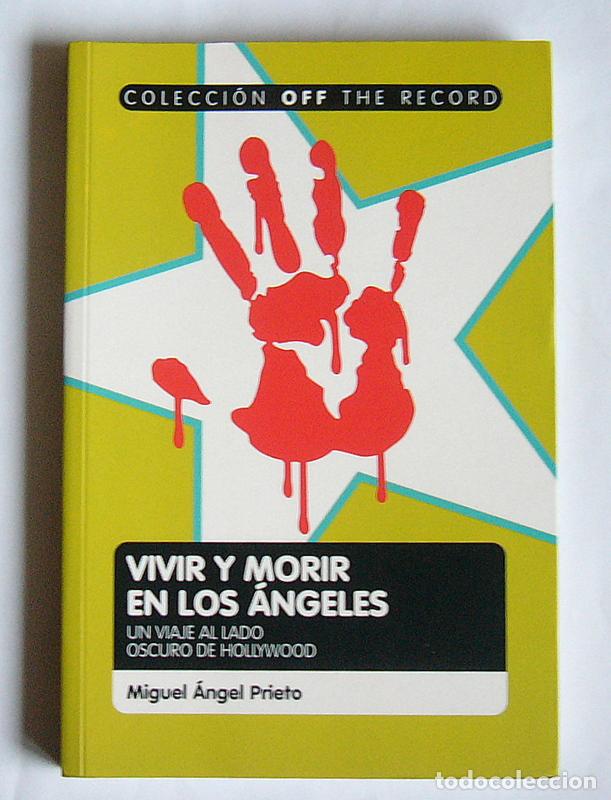 COLECCIÓN OFF THE RECORD
VIVIR Y MORIR
EN LOS ÁNGELES
UN VIAJE AL LADO
OSCURO DE HOLLYWOOD
Miguel Ángel Prieto
todocoleccion